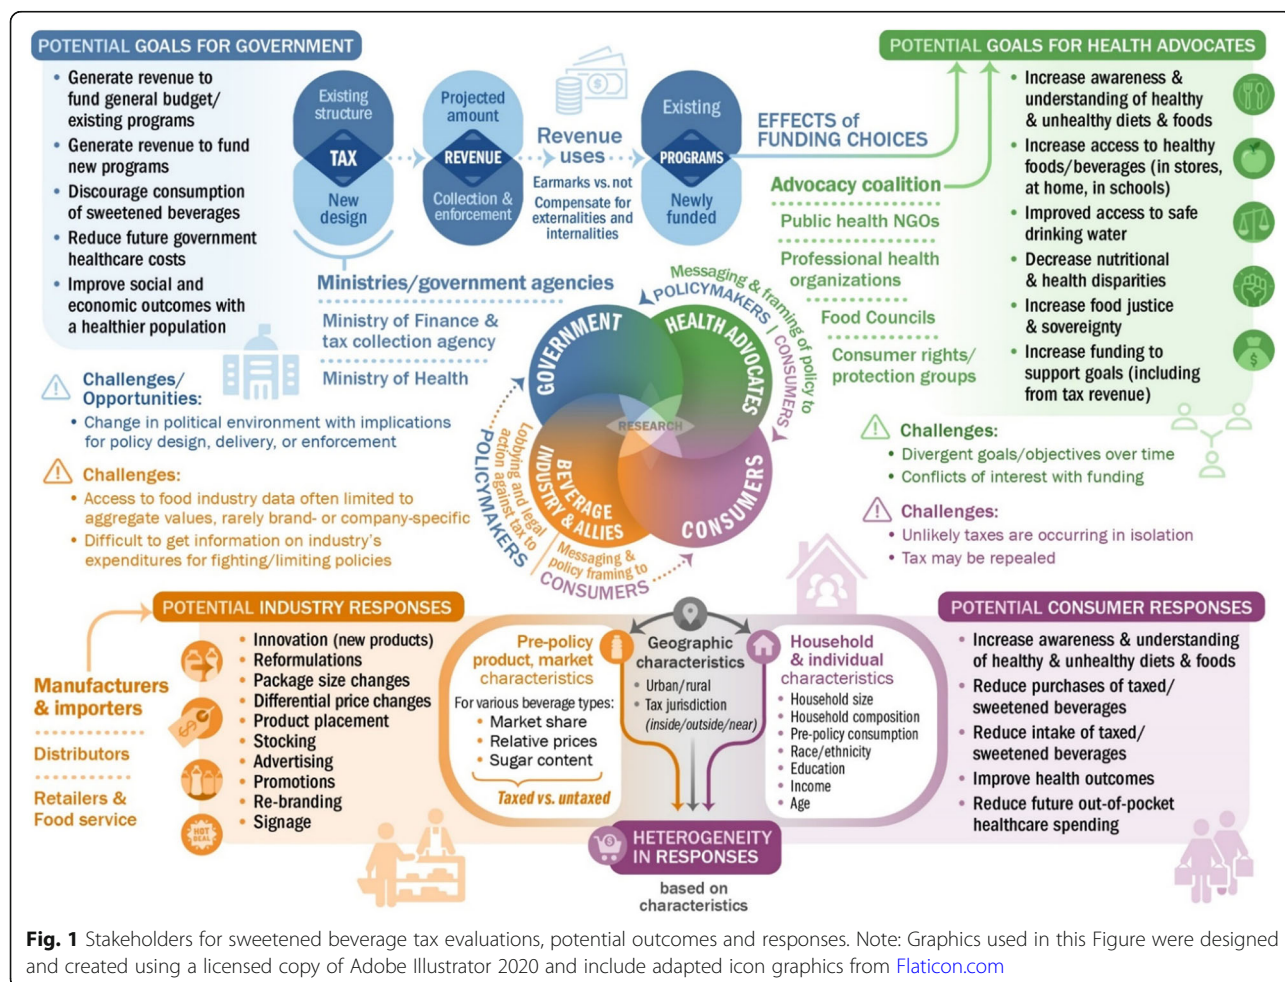 POTENTIAL GOALS FOR GOVERNMENT
• Generate revenue to
fund general budget/
existing programs
• Generate revenue to fund
new programs
• Discourage consumption
of sweetened beverages
• Reduce future government
healthcare costs
• Improve social and
economic outcomes with
a healthier population
Existing
structure
TAX
New
design
Projected
amount
REVENUE
Collection &
enforcement
Revenue
uses
Earmarks vs. not
Compensate for
externalities and
internalities
Existing
PROGRAMS
Newly
funded
EFFECTS of
FUNDING CHOICES
Ministries/government agencies
Ministry of Finance &
tax collection agency
Ministry of Health
Advocacy coalition
Public health NGOs
Professional health
organizations
Food Councils
Consumer rights/
protection groups
POTENTIAL GOALS FOR HEALTH ADVOCATES
• Increase awareness &
understanding of healthy
& unhealthy diets & foods
• Increase access to healthy
foods/beverages (in stores,
at home, in schools)
• Improved access to safe
drinking water
• Decrease nutritional
& health disparities
• Increase food justice
& sovereignty
• Increase funding to
support goals (including
from tax revenue)
Challenges/
Opportunities:
• Change in political environment with implications
for policy design, delivery, or enforcement
Challenges:
• Access to food industry data often limited to
aggregate values, rarely brand- or company-specific
• Difficult to get information on industry's
expenditures for fighting/limiting policies
GOVERNMENT
HEALTH ADVOCATES
RESEARCH
BEVERAGE
INDUSTRY & ALLIES
CONSUMERS
Messaging & framing of policy to
POLICYMAKERS | CONSUMERS
Lobbying and legal
action against tax to
POLICYMAKERS
Messaging &
policy framing to
CONSUMERS
Challenges:
• Divergent goals/objectives over time
• Conflicts of interest with funding
Challenges:
• Unlikely taxes are occurring in isolation
• Tax may be repealed
POTENTIAL INDUSTRY RESPONSES
Manufacturers
& importers
Distributors
Retailers &
Food service
HOT
DEAL
• Innovation (new products)
• Reformulations
• Package size changes
• Differential price changes
• Product placement
• Stocking
• Advertising
• Promotions
• Re-branding
• Signage
Pre-policy
product, market
characteristics
For various beverage types:
• Market share
• Relative prices
• Sugar content
Taxed vs. untaxed
Geographic
characteristics
• Urban/rural
• Tax jurisdiction
(inside/outside/near)
Household
& individual
characteristics
• Household size
• Household composition
• Pre-policy consumption
• Race/ethnicity
• Education
• Income
• Age
HETEROGENEITY
IN RESPONSES
based on
characteristics
POTENTIAL CONSUMER RESPONSES
• Increase awareness & understanding
of healthy & unhealthy diets & foods
• Reduce purchases of taxed/
sweetened beverages
• Reduce intake of taxed/
sweetened beverages
• Improve health outcomes
• Reduce future out-of-pocket
healthcare spending
Fig. 1 Stakeholders for sweetened beverage tax evaluations, potential outcomes and responses. Note: Graphics used in this Figure were designed
and created using a licensed copy of Adobe Illustrator 2020 and include adapted icon graphics from Flaticon.com